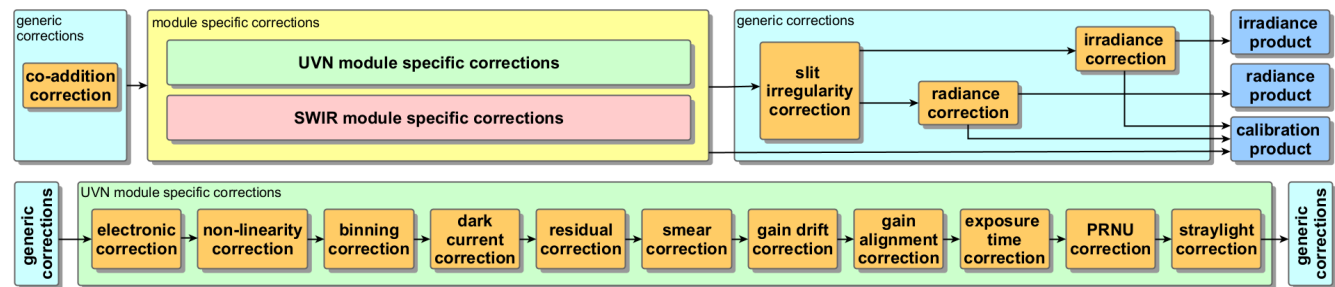 generic
corrections
co-addition
correction
module specific corrections
UVN module specific corrections
SWIR module specific corrections
generic corrections
slit
irregularity
correction
radiance
correction
irradiance
correction
irradiance
product
radiance
product
calibration
product
generic
corrections
UVN module specific corrections
electronic
correction
non-linearity
correction
binning
correction
dark
current
correction
residual
correction
smear
correction
gain drift
correction
gain
alignment
correction
exposure
time
correction
PRNU
correction
straylight
correction
generic
corrections